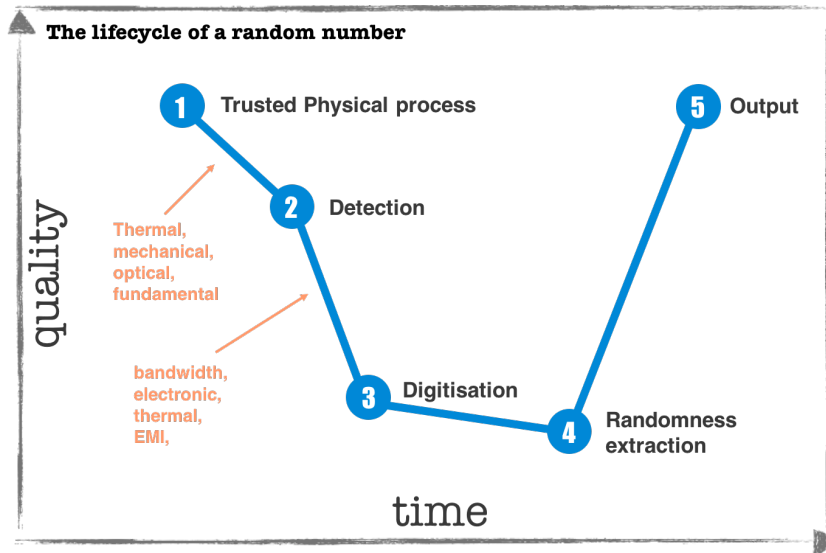 The lifecycle of a random number
1 Trusted Physical process
5 Output
2 Detection
Thermal,
mechanical,
optical,
fundamental
quality
bandwidth,
electronic,
thermal,
EMI,
3 Digitisation
4 Randomness
extraction
time